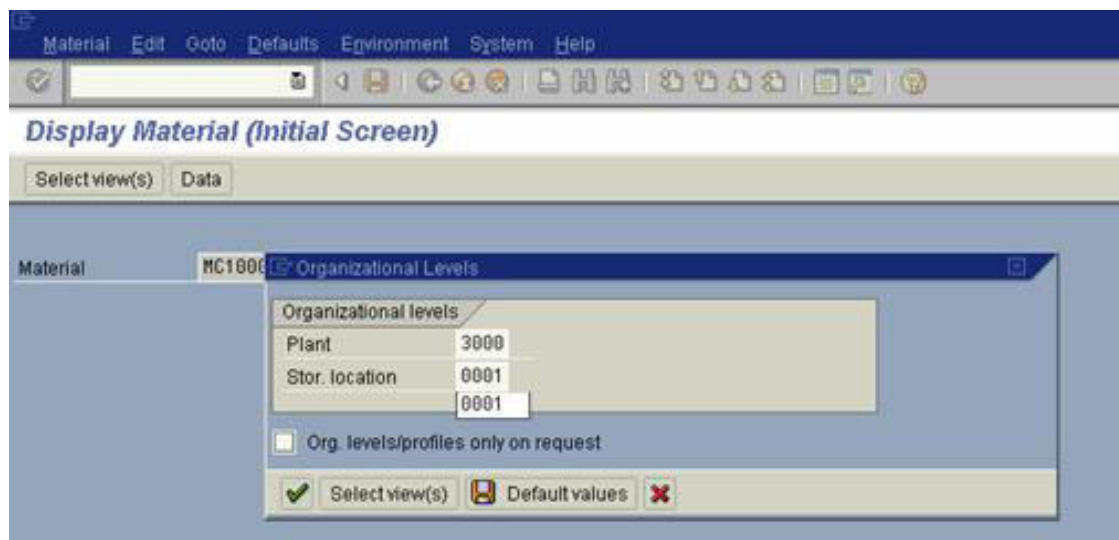 Material Edit Goto Defaults Environment System Help
Display Material (Initial Screen)
Select view(s) Data
Material
Organizational Levels
Organizational levels
Plant 3000
Stor. location 0001
0001
Org. levels/profiles only on request
Select view(s) Default values